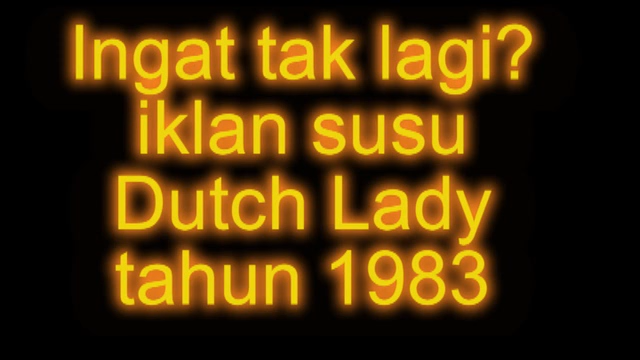 Ingat tak lagi?
iklan susu
Dutch Lady
tahun 1983